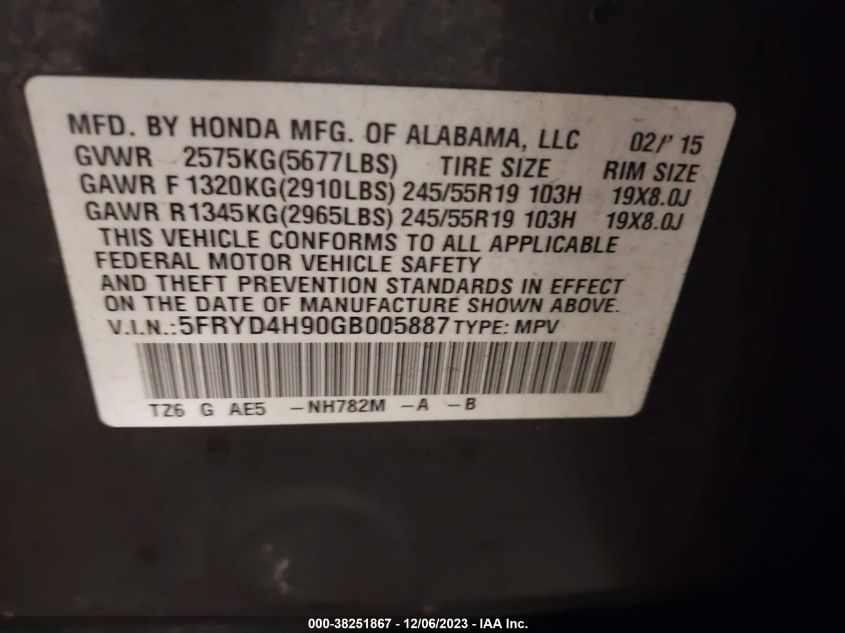 MFD. BY HONDA MFG. OF ALABAMA, LLC 02/' 15
GVWR 2575KG(5677LBS) TIRE SIZE RIM SIZE
GAWR F 1320KG(2910LBS) 245/55R19 103H 19X8.0J
GAWR R1345KG(2965LBS) 245/55R19 103H 19X8.0J
THIS VEHICLE CONFORMS TO ALL APPLICABLE
FEDERAL MOTOR VEHICLE SAFETY
AND THEFT PREVENTION STANDARDS IN EFFECT
ON THE DATE OF MANUFACTURE SHOWN ABOVE.
V.I.N.:5FRYD4H90GB005887 TYPE: MPV
TZ6 G AE5 –NH782M –A –B
000-38251867 - 12/06/2023 - IAA Inc.